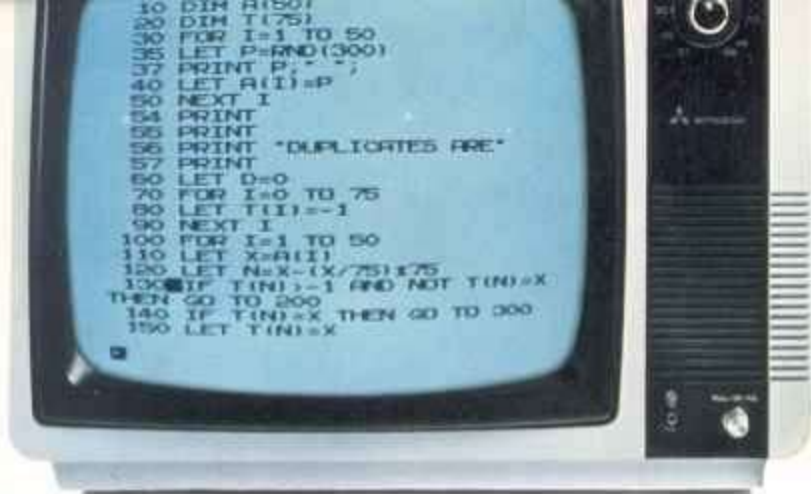 10 DIM A(50)
20 DIM T(75)
30 FOR I=1 TO 50
35 LET P=RND(300)
37 PRINT P;" ";
40 LET A(I)=P
50 NEXT I
54 PRINT
55 PRINT
56 PRINT "DUPLICATES ARE"
57 PRINT
60 LET D=0
70 FOR I=0 TO 75
80 LET T(I)=-1
90 NEXT I
100 FOR I=1 TO 50
110 LET X=A(I)
120 LET N=X-(X/75)*75
130 IF T(N)>-1 AND NOT T(N)=X
THEN GO TO 200
140 IF T(N)=X THEN GO TO 300
150 LET T(N)=X
MITSUBISHI